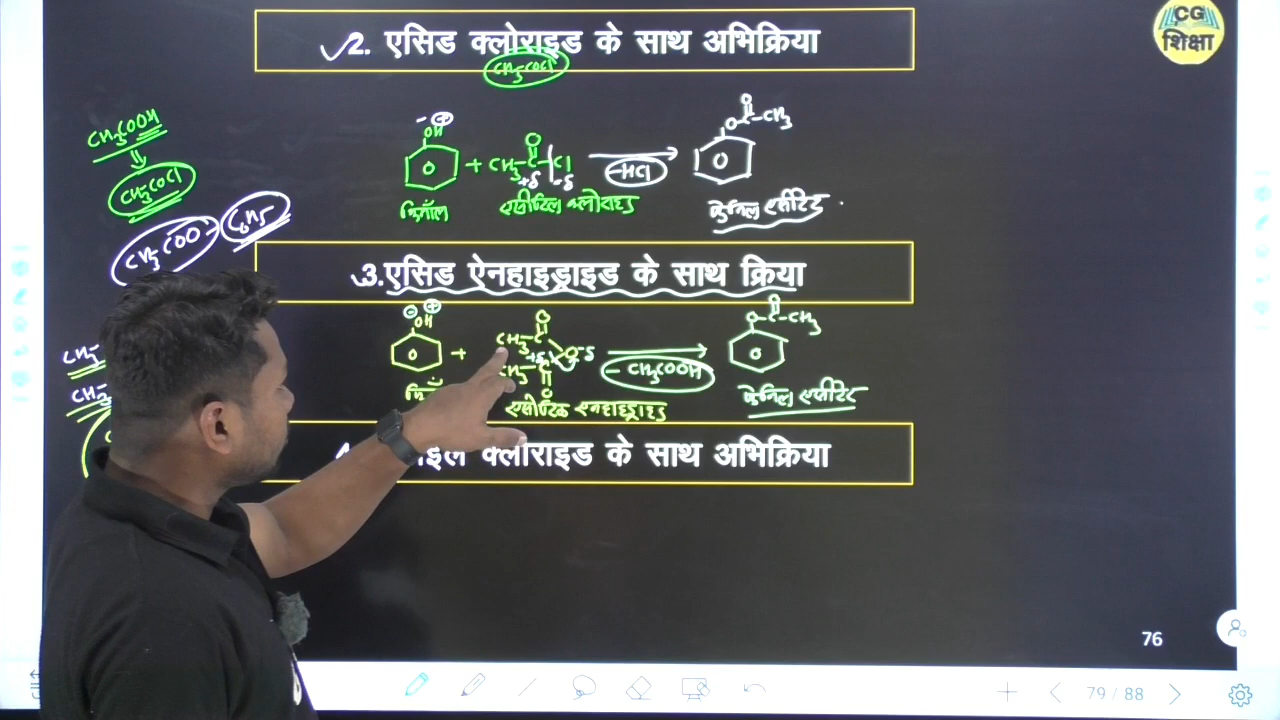 CG
शिक्षा
2. एसिड क्लोराइड के साथ अभिक्रिया
CH₃COCl
CH₃COOH
CH₃COCl
CH₃COO - C₆H₅
- +
OH
+ CH₃-C-Cl
O
+δ -δ
-HCl
O-C-CH₃
O
फिनॉल
एसीटिल क्लोराइड
फेनिल एसीटेट
3.एसिड ऐनहाइड्राइड के साथ क्रिया
- +
OH
+
CH₃-C
O
O -δ
+δ
CH₃-C
O
- CH₃COOH
O-C-CH₃
O
एसीटिक एनहाइड्राइड
फेनिल एसीटेट
CH₃-
CH₃-
क्लोराइड के साथ अभिक्रिया
76
79 / 88